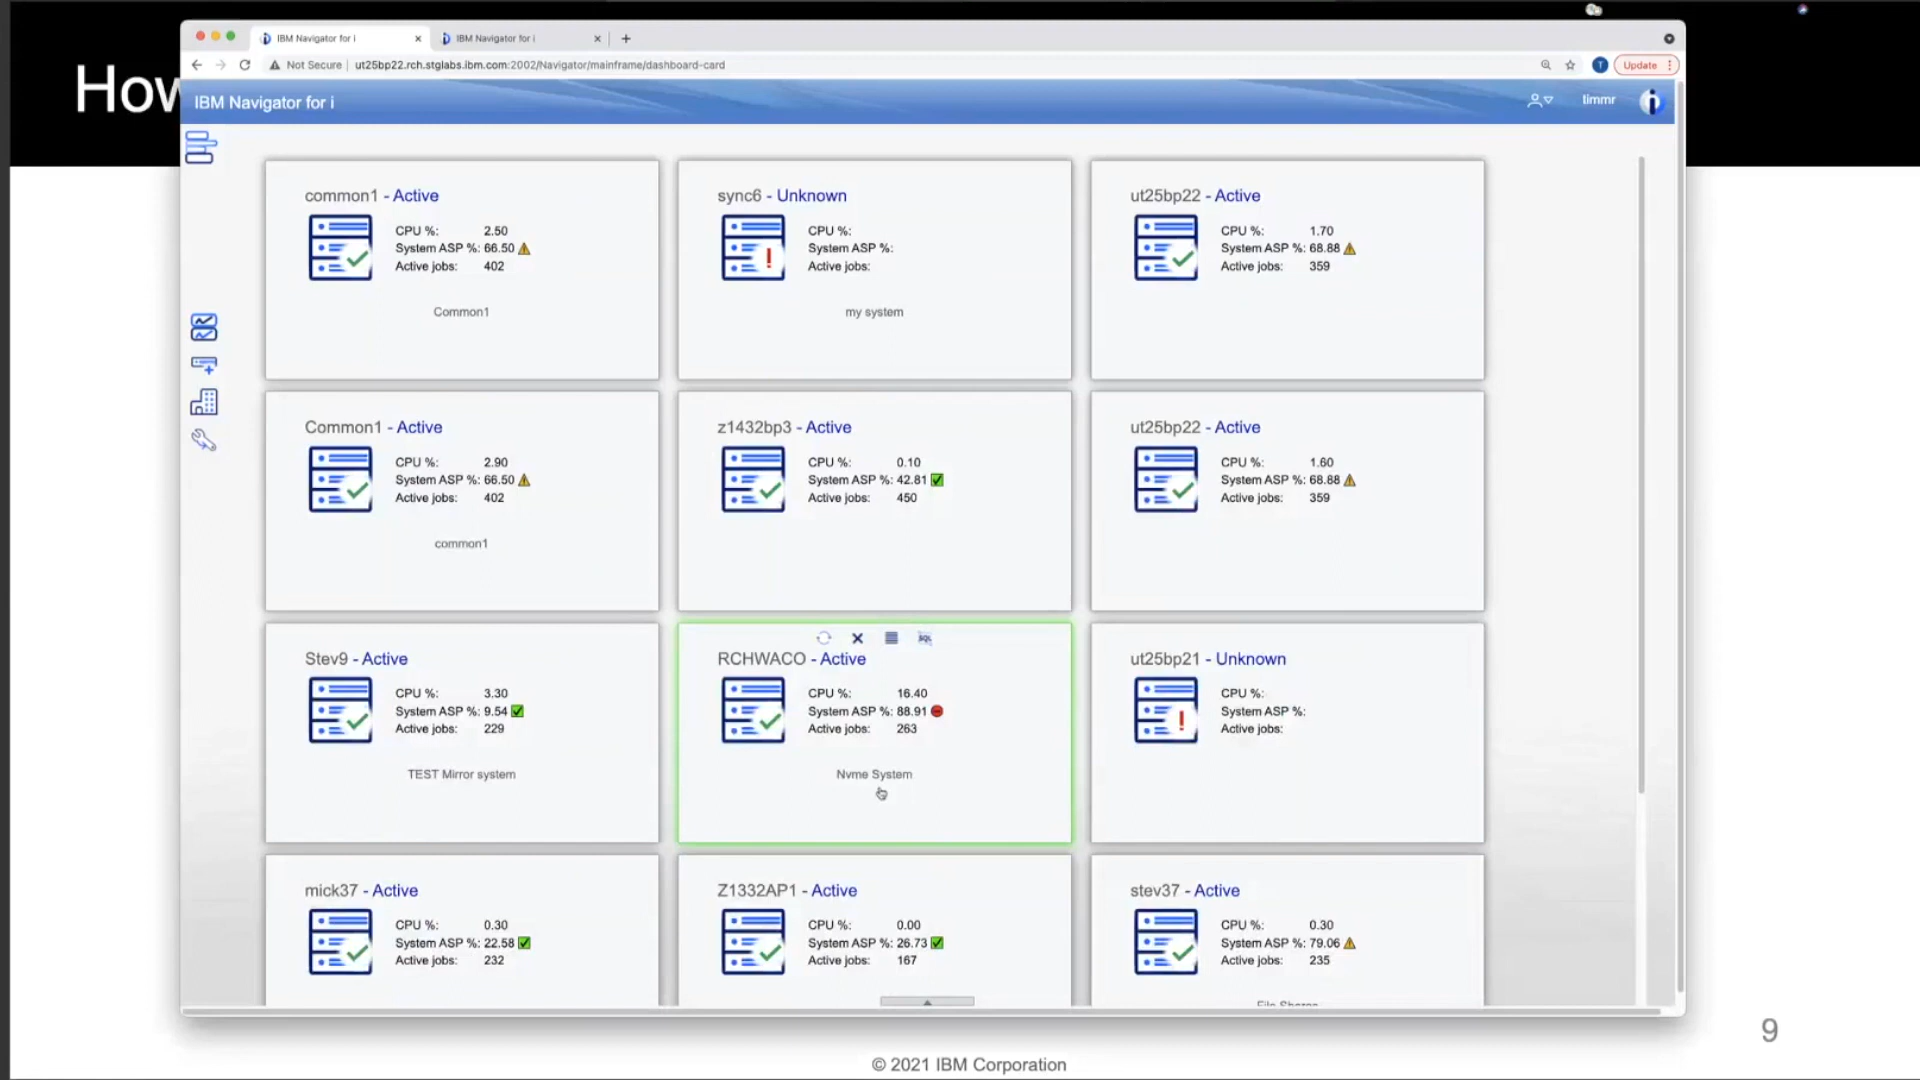 How
IBM Navigator for i
IBM Navigator for i
Not Secure | ut25bp22.rch.stglabs.ibm.com:2002/Navigator/mainframe/dashboard-card
T
Update
IBM Navigator for i
timmr
common1 - Active
CPU %: 2.50
System ASP %: 66.50
Active jobs: 402
Common1
sync6 - Unknown
CPU %:
System ASP %:
Active jobs:
my system
ut25bp22 - Active
CPU %: 1.70
System ASP %: 68.88
Active jobs: 359
Common1 - Active
CPU %: 2.90
System ASP %: 66.50
Active jobs: 402
common1
z1432bp3 - Active
CPU %: 0.10
System ASP %: 42.81
Active jobs: 450
ut25bp22 - Active
CPU %: 1.60
System ASP %: 68.88
Active jobs: 359
Stev9 - Active
CPU %: 3.30
System ASP %: 9.54
Active jobs: 229
TEST Mirror system
SQL
RCHWACO - Active
CPU %: 16.40
System ASP %: 88.91
Active jobs: 263
Nvme System
ut25bp21 - Unknown
CPU %:
System ASP %:
Active jobs:
mick37 - Active
CPU %: 0.30
System ASP %: 22.58
Active jobs: 232
Z1332AP1 - Active
CPU %: 0.00
System ASP %: 26.73
Active jobs: 167
stev37 - Active
CPU %: 0.30
System ASP %: 79.06
Active jobs: 235
File Shares
9
© 2021 IBM Corporation